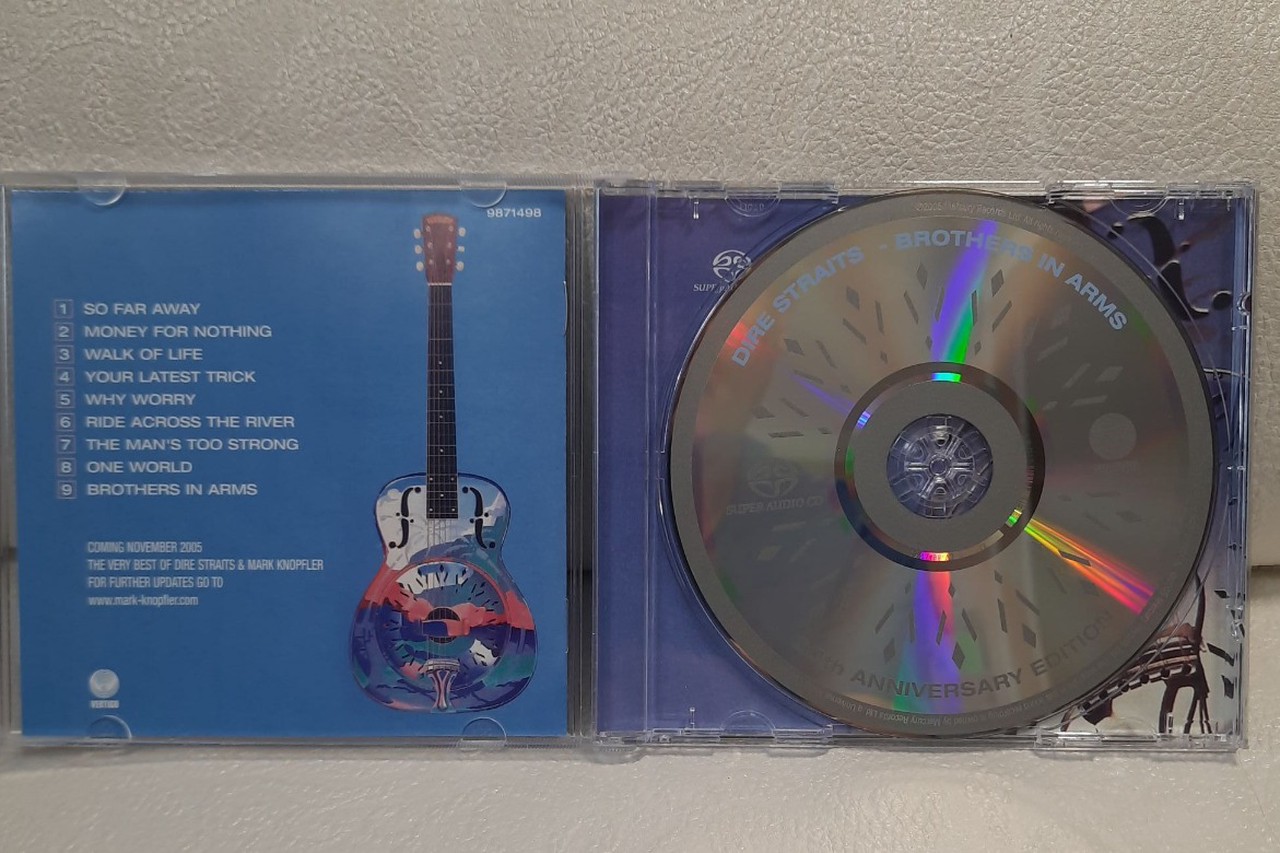 9871498
1 SO FAR AWAY
2 MONEY FOR NOTHING
3 WALK OF LIFE
4 YOUR LATEST TRICK
5 WHY WORRY
6 RIDE ACROSS THE RIVER
7 THE MAN'S TOO STRONG
8 ONE WORLD
9 BROTHERS IN ARMS
COMING NOVEMBER 2005
THE VERY BEST OF DIRE STRAITS & MARK KNOPFLER
FOR FURTHER UPDATES GO TO
www.mark-knopfler.com
VERTIGO
DIRE STRAITS - BROTHERS IN ARMS
SUPER AUDIO CD
ANNIVERSARY EDITION